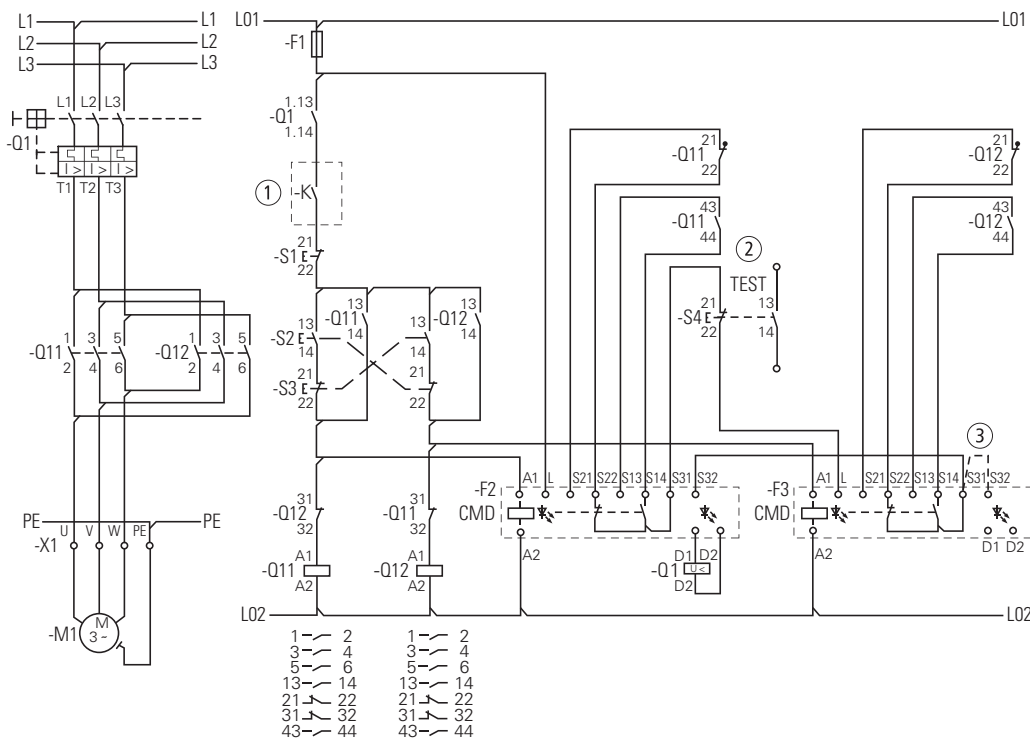 L1 L1
L2 L2
L3 L3
L1 L2 L3
-Q1
I > I > I >
T1 T2 T3
1 3 5 1 3 5
-Q11 -Q12
2 4 6 2 4 6
PE PE
U V W PE
-X1
-M1 M
3 ~
L01 L01
-F1
1.13
-Q1
1.14
1 -K
21
-S1 E
22
13 13
-Q11 -Q12
14 14
13 13
-S2 E
14 14
21 21
-S3 E
22 22
31 31
-Q12 -Q11
32 32
A1 A1
-Q11 -Q12
A2 A2
L02 L02
1 2 1 2
3 4 3 4
5 6 5 6
13 14 13 14
21 22 21 22
31 32 31 32
43 44 43 44
21 21
-Q11 -Q12
22 22
43 43
-Q11 -Q12
44 44
2
TEST
21 13
-S4 E
22 14
3
A1 L S21 S22 S13 S14 S31 S32
-F2
CMD
A2
D1 D2
-Q1 U <
D2
A1 L S21 S22 S13 S14 S31 S32
-F3
CMD
A2
D1 D2